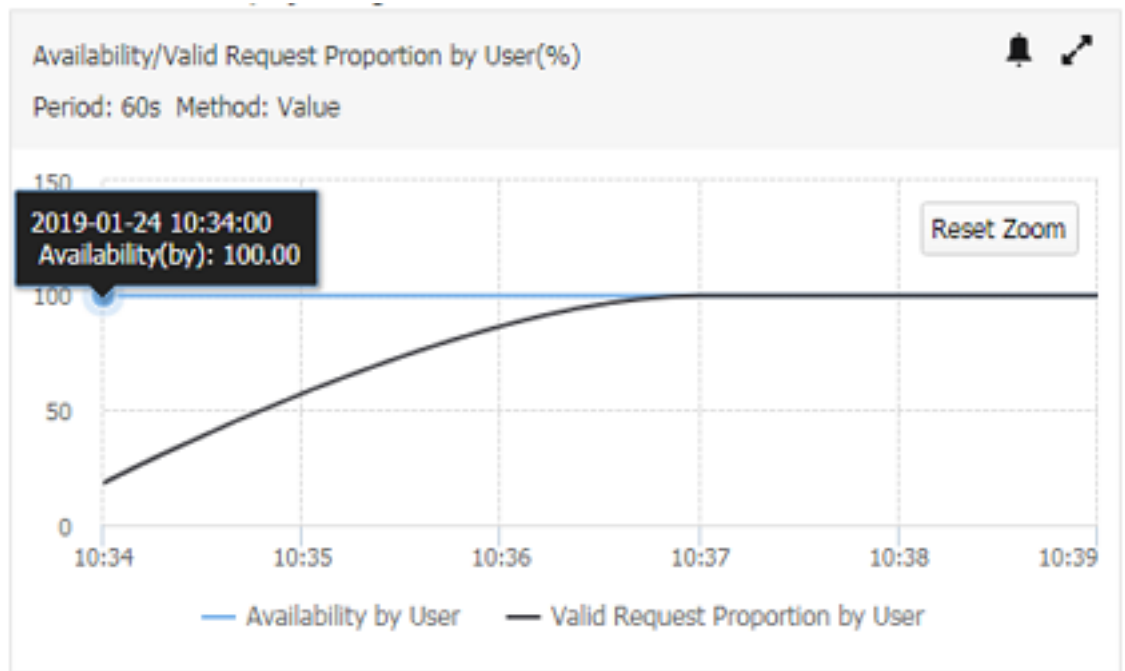 Availability/Valid Request Proportion by User(%)
Period: 60s Method: Value
150
2019-01-24 10:34:00
Availability(by): 100.00
Reset Zoom
100
50
0
10:34 10:35 10:36 10:37 10:38 10:39
Availability by User Valid Request Proportion by User